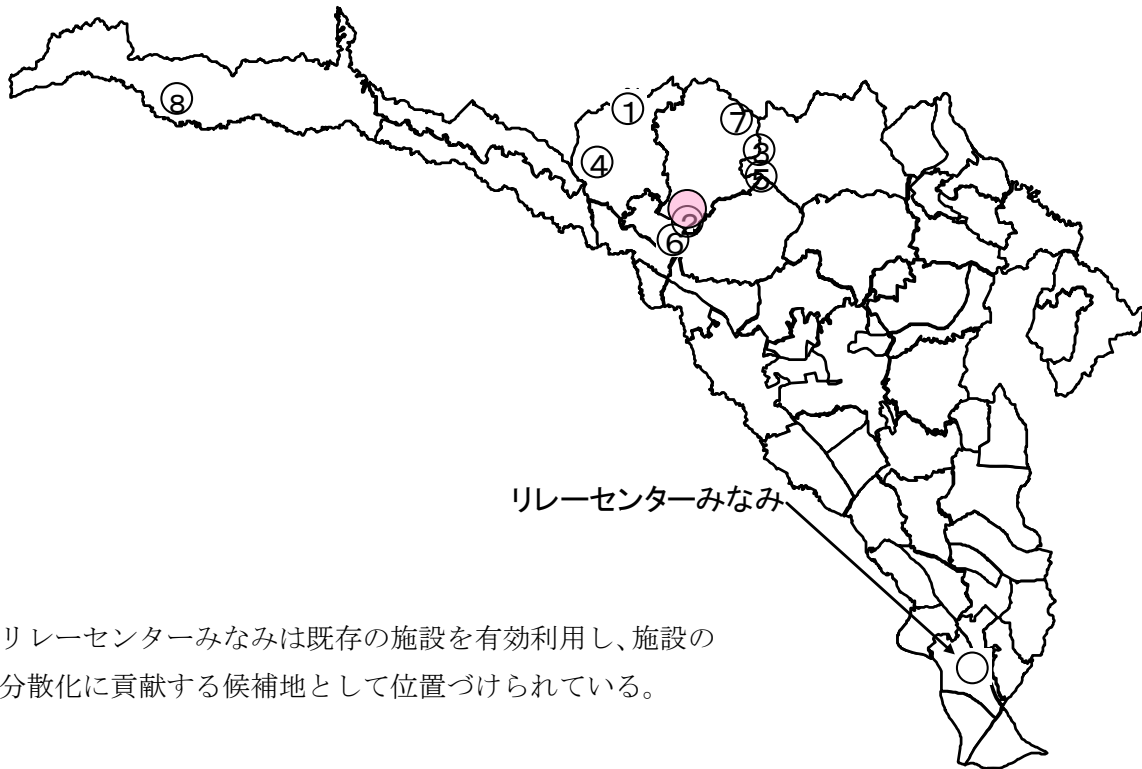 ①
⑦
⑧
③
④
⑤
②
⑥
リレーセンターみなみ
リレーセンターみなみは既存の施設を有効利用し、施設の
分散化に貢献する候補地として位置づけられている。